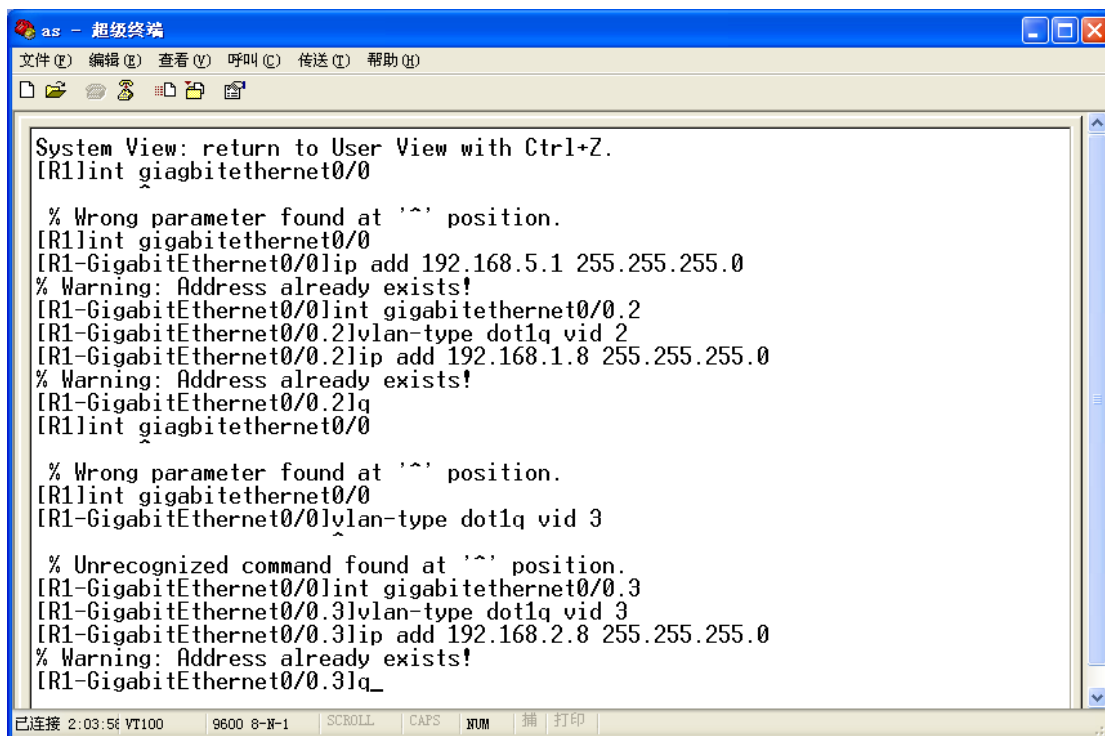 as - 超级终端
文件(F) 编辑(E) 查看(V) 呼叫(C) 传送(T) 帮助(H)
System View: return to User View with Ctrl+Z.
[R1]int giagbitethernet0/0
^
% Wrong parameter found at '^' position.
[R1]int gigabitethernet0/0
[R1-GigabitEthernet0/0]ip add 192.168.5.1 255.255.255.0
% Warning: Address already exists!
[R1-GigabitEthernet0/0]int gigabitethernet0/0.2
[R1-GigabitEthernet0/0.2]vlan-type dot1q vid 2
[R1-GigabitEthernet0/0.2]ip add 192.168.1.8 255.255.255.0
% Warning: Address already exists!
[R1-GigabitEthernet0/0.2]q
[R1]int giagbitethernet0/0
^
% Wrong parameter found at '^' position.
[R1]int gigabitethernet0/0
[R1-GigabitEthernet0/0]vlan-type dot1q vid 3
^
% Unrecognized command found at '^' position.
[R1-GigabitEthernet0/0]int gigabitethernet0/0.3
[R1-GigabitEthernet0/0.3]vlan-type dot1q vid 3
[R1-GigabitEthernet0/0.3]ip add 192.168.2.8 255.255.255.0
% Warning: Address already exists!
[R1-GigabitEthernet0/0.3]q_
已连接 2:03:58 VT100 9600 8-N-1 SCROLL CAPS NUM 捕 打印